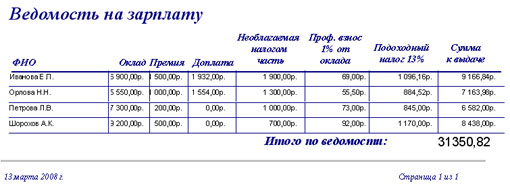 Ведомость на зарплату
ФИО Оклад Премия Доплата Необлагаемая налогом часть Проф. взнос 1% от оклада Подоходный налог 13% Сумма к выдаче
Иванова Е.П. 900,00р. 500,00р. 1 932,00р. 1 900,00р. 69,00р. 1 096,16р. 9 166,84р.
Орлова Н.Н. 550,00р. 000,00р. 1 554,00р. 1 300,00р. 55,50р. 884,52р. 7 163,98р.
Петрова Л.В. 7 300,00р. 200,00р. 0,00р. 1 000,00р. 73,00р. 845,00р. 6 582,00р.
Шорохов А.К. 9 200,00р. 500,00р. 0,00р. 700,00р. 92,00р. 1 170,00р. 8 438,00р.
Итого по ведомости: 31350,82
13 марта 2008 г. Страница 1 из 1